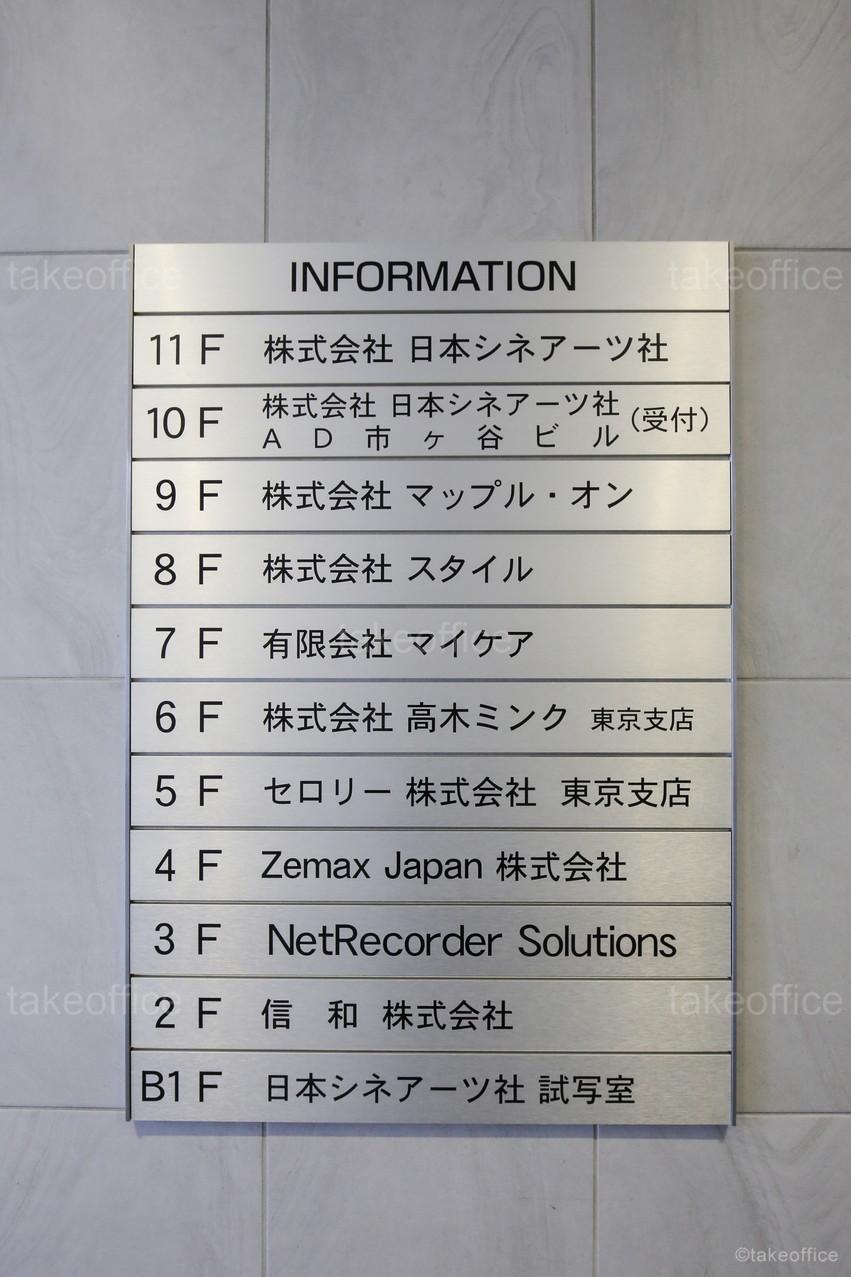 INFORMATION
11 F 株式会社 日本シネアーツ社
10 F 株式会社 日本シネアーツ社 (受付)
AD市ヶ谷ビル
9 F 株式会社 マップル・オン
8 F 株式会社 スタイル
7 F 有限会社 マイケア
6 F 株式会社 高木ミンク 東京支店
5 F セロリー 株式会社 東京支店
4 F Zemax Japan 株式会社
3 F NetRecorder Solutions
2 F 信 和 株式会社
B1 F 日本シネアーツ社 試写室
takeoffice takeoffice
takeoffice
takeoffice takeoffice
©takeoffice